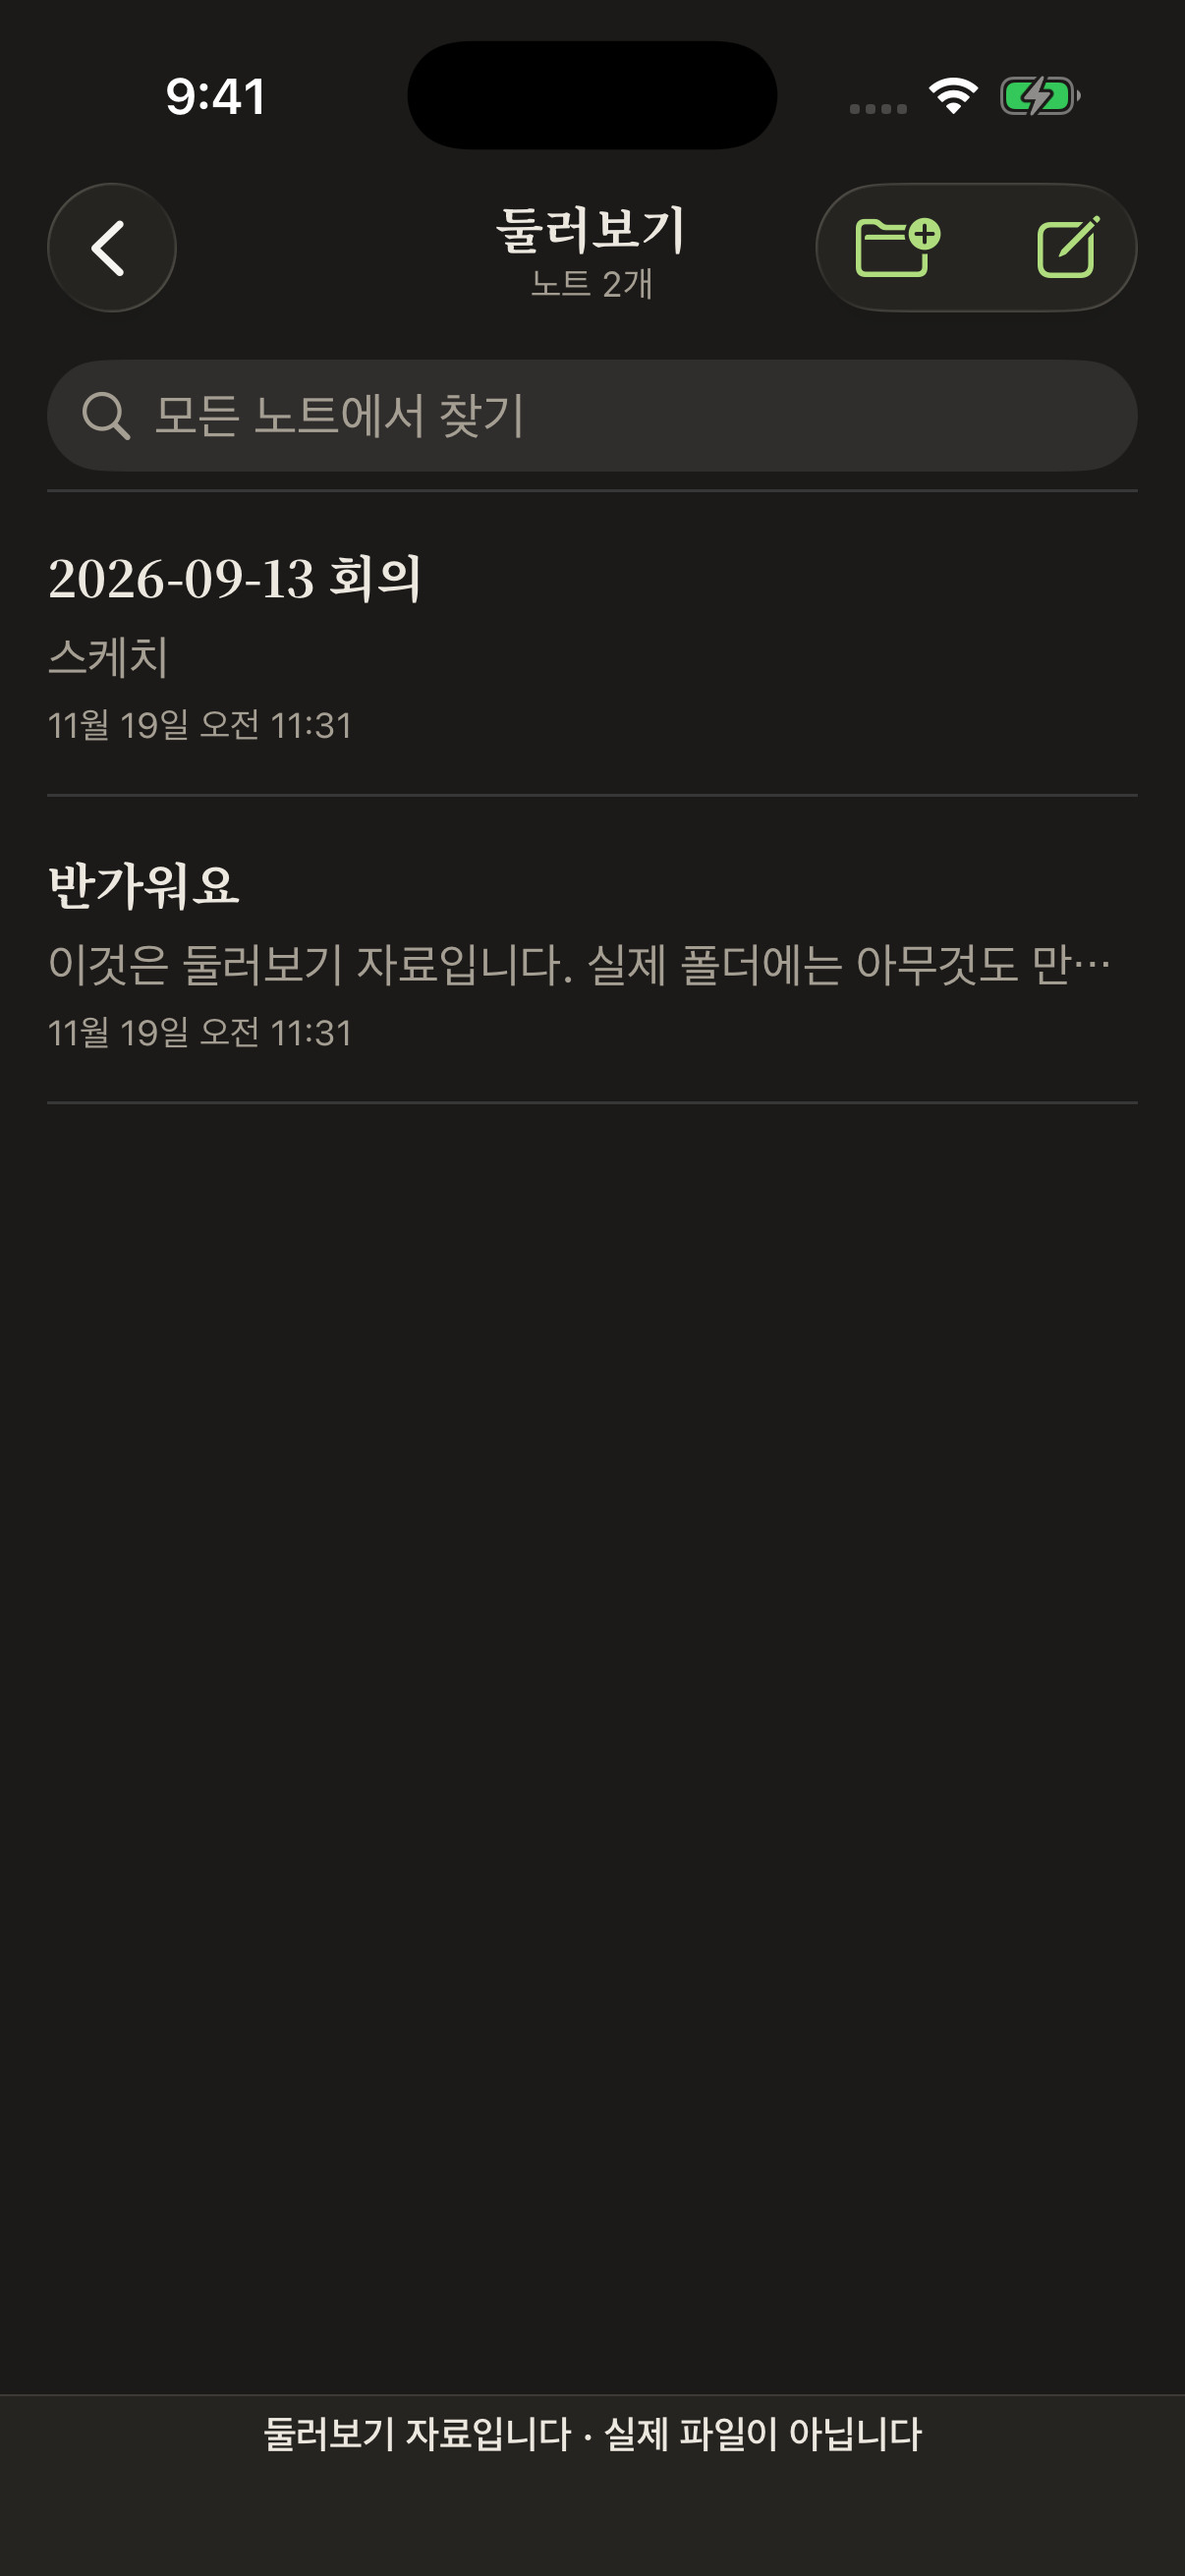 9:41
둘러보기
노트 2개
모든 노트에서 찾기
2026-09-13 회의
스케치
11월 19일 오전 11:31
반가워요
이것은 둘러보기 자료입니다. 실제 폴더에는 아무것도 만…
11월 19일 오전 11:31
둘러보기 자료입니다 · 실제 파일이 아닙니다